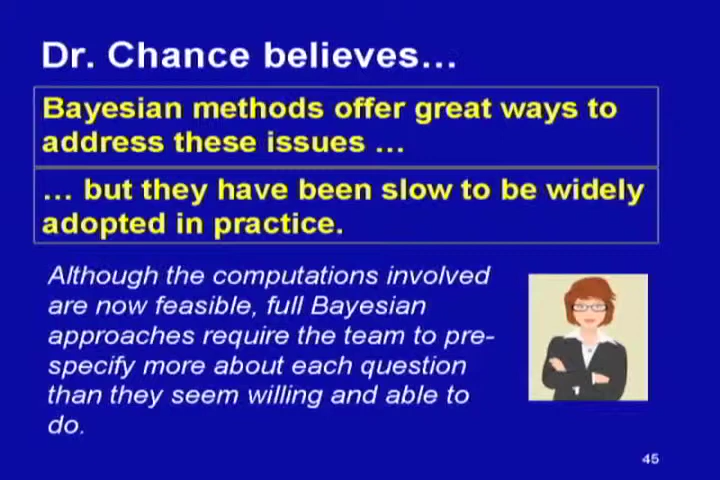 Dr. Chance believes…
Bayesian methods offer great ways to
address these issues …
… but they have been slow to be widely
adopted in practice.
Although the computations involved
are now feasible, full Bayesian
approaches require the team to pre-
specify more about each question
than they seem willing and able to
do.
45